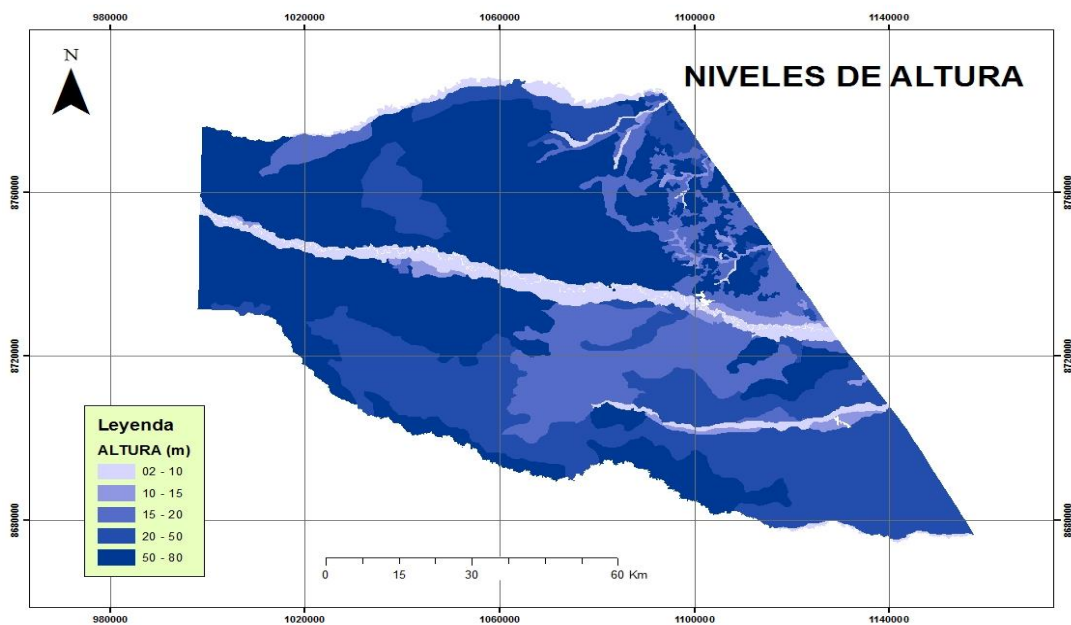 980000 1020000 1060000 1100000 1140000
N
NIVELES DE ALTURA
8760000 8760000
8720000 8720000
Leyenda
ALTURA (m)
02 - 10
10 - 15
15 - 20
20 - 50
50 - 80
8680000 8680000
0 15 30 60 Km
980000 1020000 1060000 1100000 1140000